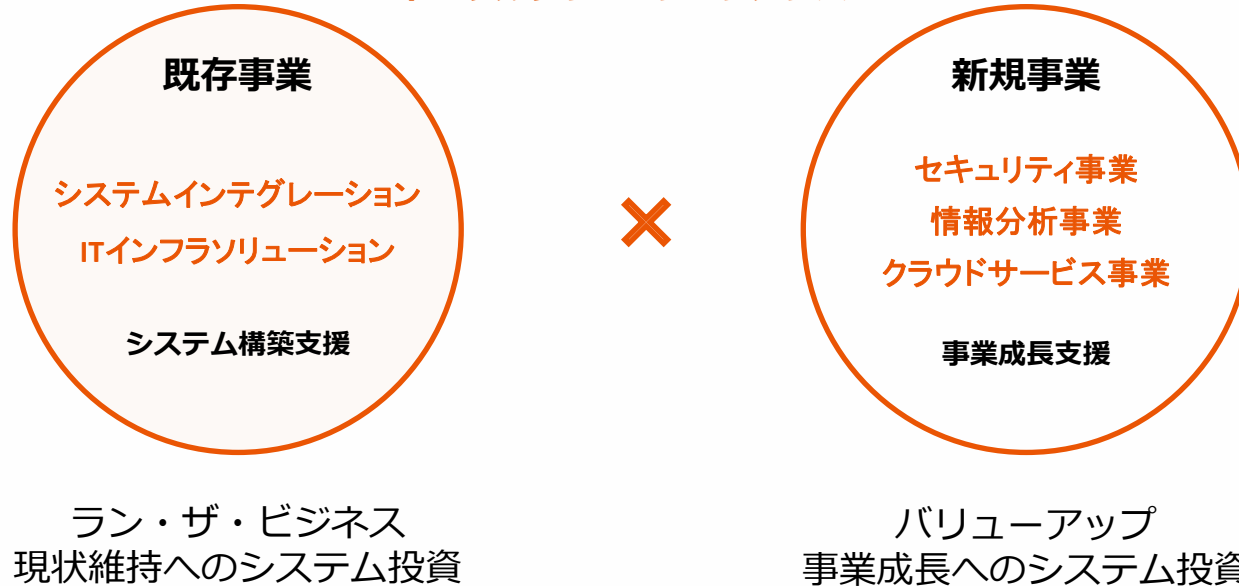 既存事業
システムインテグレーション
ITインフラソリューション
システム構築支援
×
新規事業
セキュリティ事業
情報分析事業
クラウドサービス事業
事業成長支援
ラン・ザ・ビジネス
現状維持へのシステム投資
バリューアップ
事業成長へのシステム投資